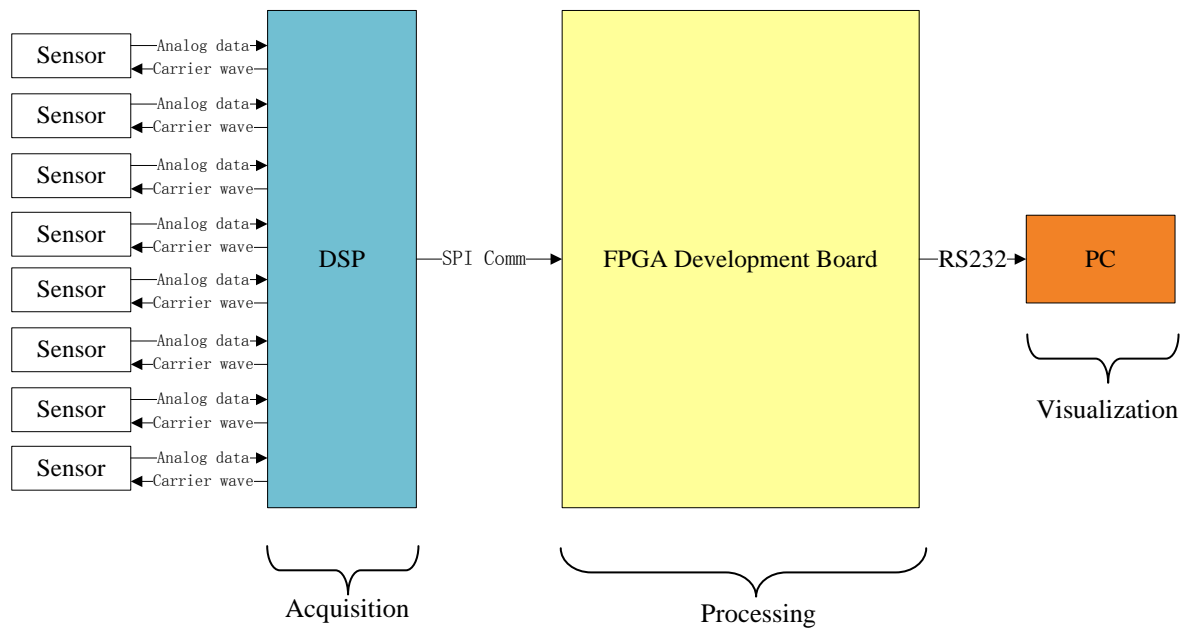 Sensor
Analog data
Carrier wave
Sensor
Analog data
Carrier wave
Sensor
Analog data
Carrier wave
Sensor
Analog data
Carrier wave
Sensor
Analog data
Carrier wave
Sensor
Analog data
Carrier wave
Sensor
Analog data
Carrier wave
Sensor
Analog data
Carrier wave
DSP
SPI Comm
FPGA Development Board
RS232
PC
Visualization
Acquisition
Processing